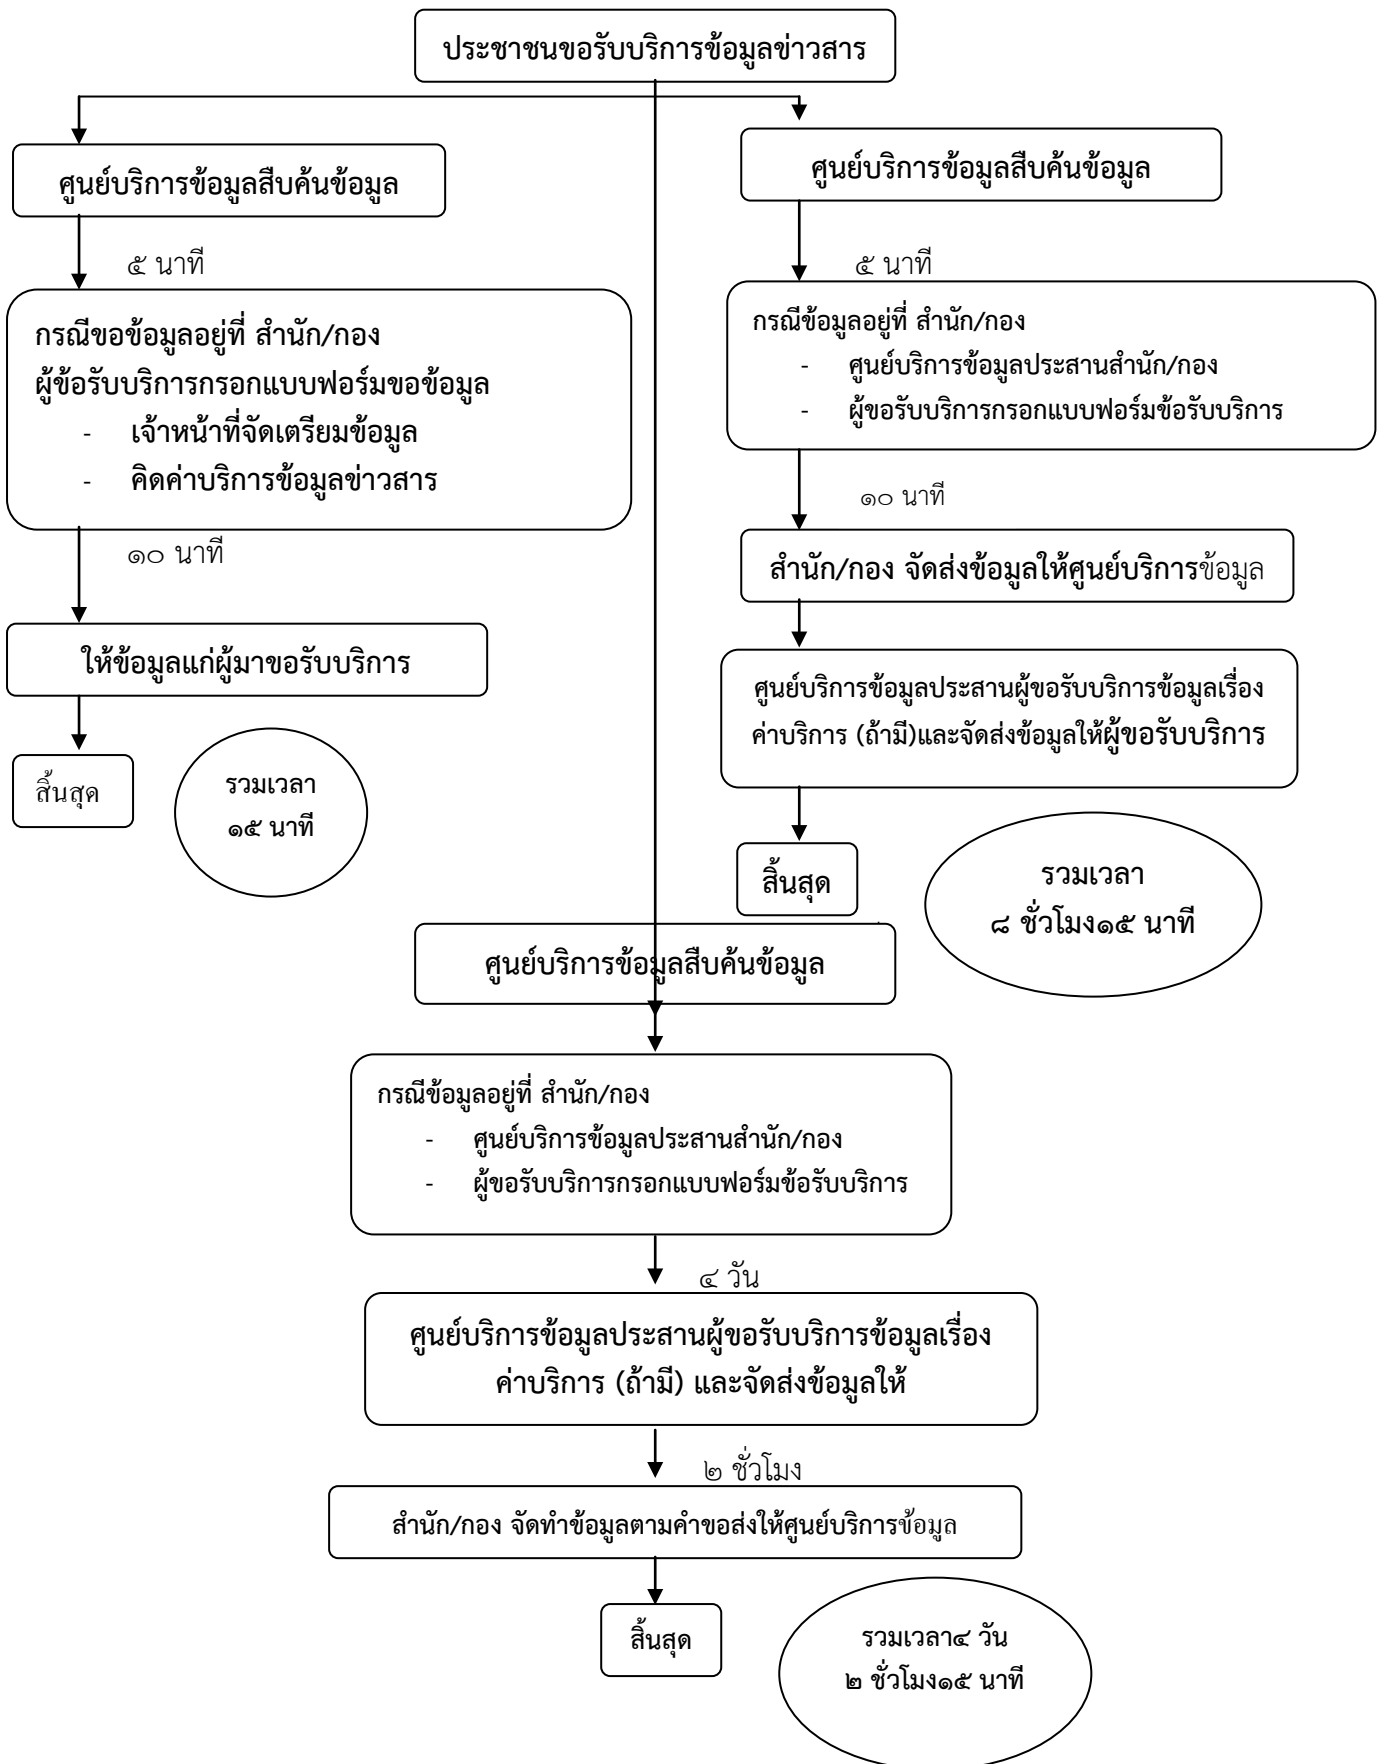 ประชาชนขอรับบริการข้อมูลข่าวสาร
ศูนย์บริการข้อมูลสืบค้นข้อมูล
๕ นาที
กรณีขอข้อมูลอยู่ที่ สำนัก/กอง
ผู้ข้อรับบริการกรอกแบบฟอร์มขอข้อมูล
- เจ้าหน้าที่จัดเตรียมข้อมูล
- คิดค่าบริการข้อมูลข่าวสาร
๑๐ นาที
ให้ข้อมูลแก่ผู้มาขอรับบริการ
สิ้นสุด
รวมเวลา
๑๕ นาที
ศูนย์บริการข้อมูลสืบค้นข้อมูล
๕ นาที
กรณีข้อมูลอยู่ที่ สำนัก/กอง
- ศูนย์บริการข้อมูลประสานสำนัก/กอง
- ผู้ขอรับบริการกรอกแบบฟอร์มข้อรับบริการ
๑๐ นาที
สำนัก/กอง จัดส่งข้อมูลให้ศูนย์บริการข้อมูล
ศูนย์บริการข้อมูลประสานผู้ขอรับบริการข้อมูลเรื่อง
ค่าบริการ (ถ้ามี)และจัดส่งข้อมูลให้ผู้ขอรับบริการ
สิ้นสุด
รวมเวลา
๘ ชั่วโมง๑๕ นาที
ศูนย์บริการข้อมูลสืบค้นข้อมูล
กรณีข้อมูลอยู่ที่ สำนัก/กอง
- ศูนย์บริการข้อมูลประสานสำนัก/กอง
- ผู้ขอรับบริการกรอกแบบฟอร์มข้อรับบริการ
๔ วัน
ศูนย์บริการข้อมูลประสานผู้ขอรับบริการข้อมูลเรื่อง
ค่าบริการ (ถ้ามี) และจัดส่งข้อมูลให้
๒ ชั่วโมง
สำนัก/กอง จัดทำข้อมูลตามคำขอส่งให้ศูนย์บริการข้อมูล
สิ้นสุด
รวมเวลา๔ วัน
๒ ชั่วโมง๑๕ นาที